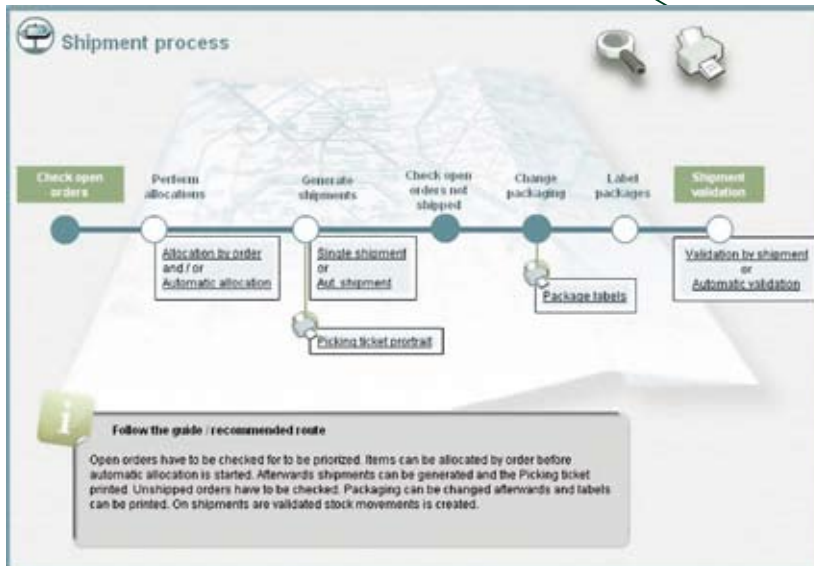 Shipment process
Check open
orders
Perform
allocations
Generate
shipments
Check open
orders not
shipped
Change
packaging
Label
packages
Shipment
validation
Allocation by order
and / or
Automatic allocation
Single shipment
or
Aut. shipment
Package labels
Validation by shipment
or
Automatic validation
Picking ticket prortrait
Follow the guide / recommended route
Open orders have to be checked for to be priorized. Items can be allocated by order before
automatic allocation is started. Afterwards shipments can be generated and the Picking ticket
printed. Unshipped orders have to be checked. Packaging can be changed afterwards and labels
can be printed. On shipments are validated stock movements is created.